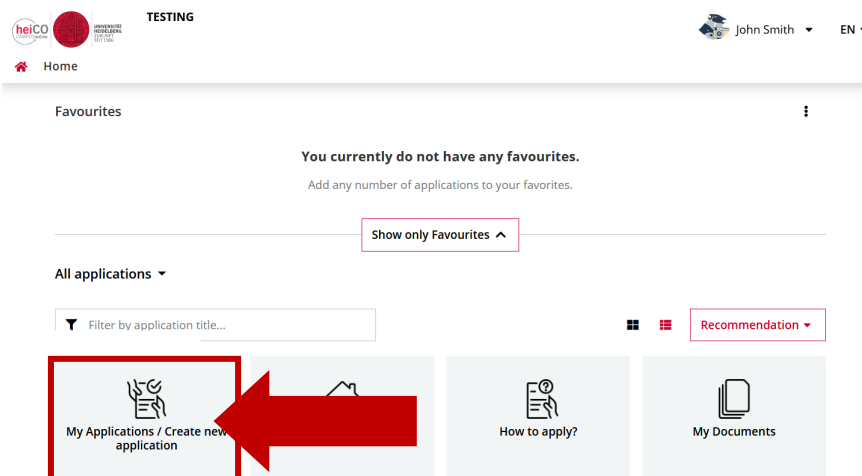 TESTING
heiCO
CAMPUSonline
UNIVERSITÄT
HEIDELBERG
ZUKUNFT
SEIT 1386
John Smith
EN
Home
Favourites
You currently do not have any favourites.
Add any number of applications to your favorites.
Show only Favourites
All applications
Filter by application title...
Recommendation
My Applications / Create new
application
How to apply?
My Documents